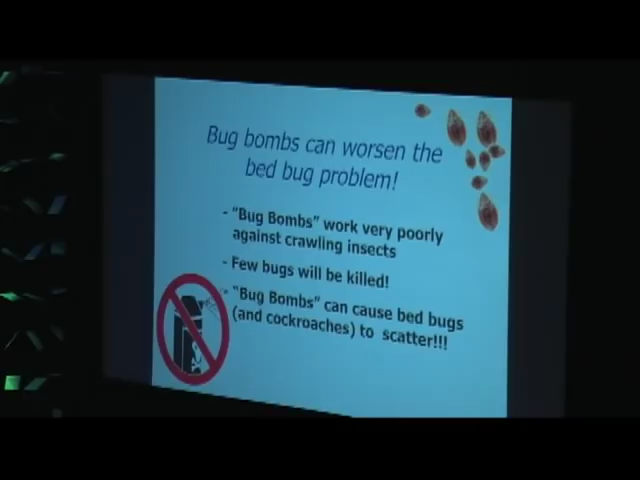 Bug bombs can worsen the
bed bug problem!
- “Bug Bombs” work very poorly
against crawling insects
- Few bugs will be killed!
- “Bug Bombs” can cause bed bugs
(and cockroaches) to scatter!!!